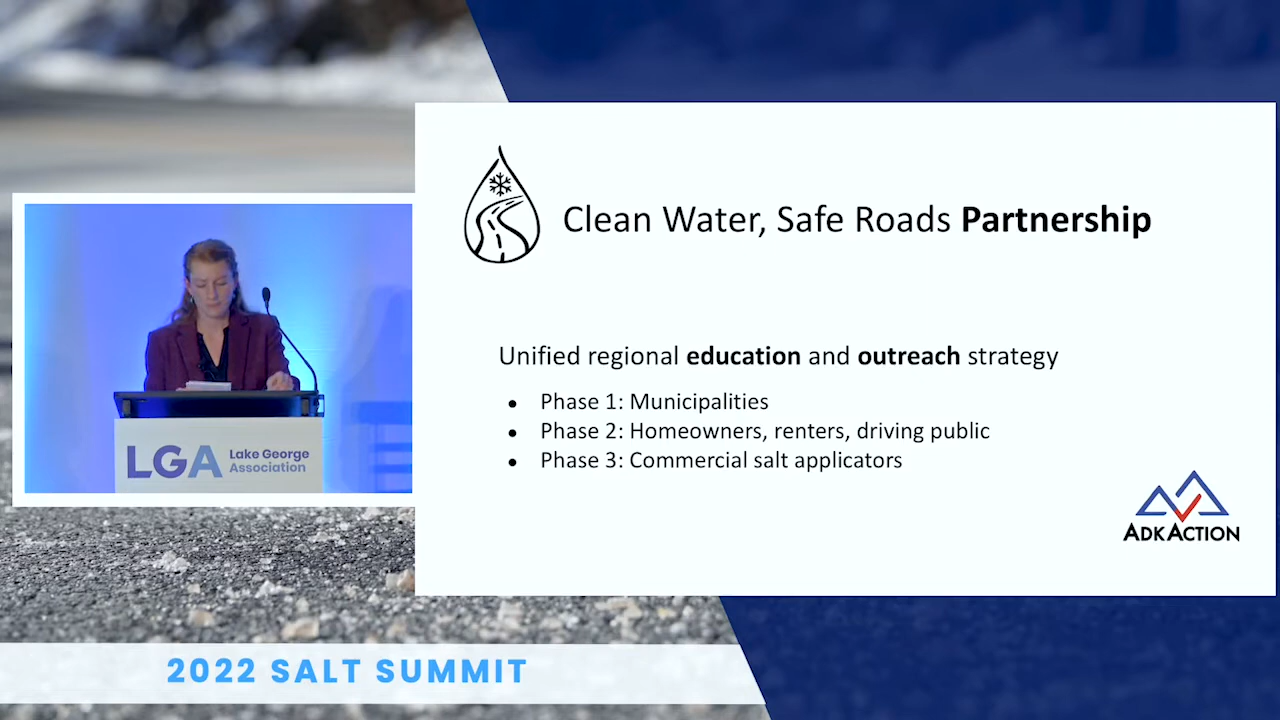 Clean Water, Safe Roads Partnership
Unified regional education and outreach strategy
• Phase 1: Municipalities
• Phase 2: Homeowners, renters, driving public
• Phase 3: Commercial salt applicators
ADKACTION
LGA Lake George
Association
2022 SALT SUMMIT